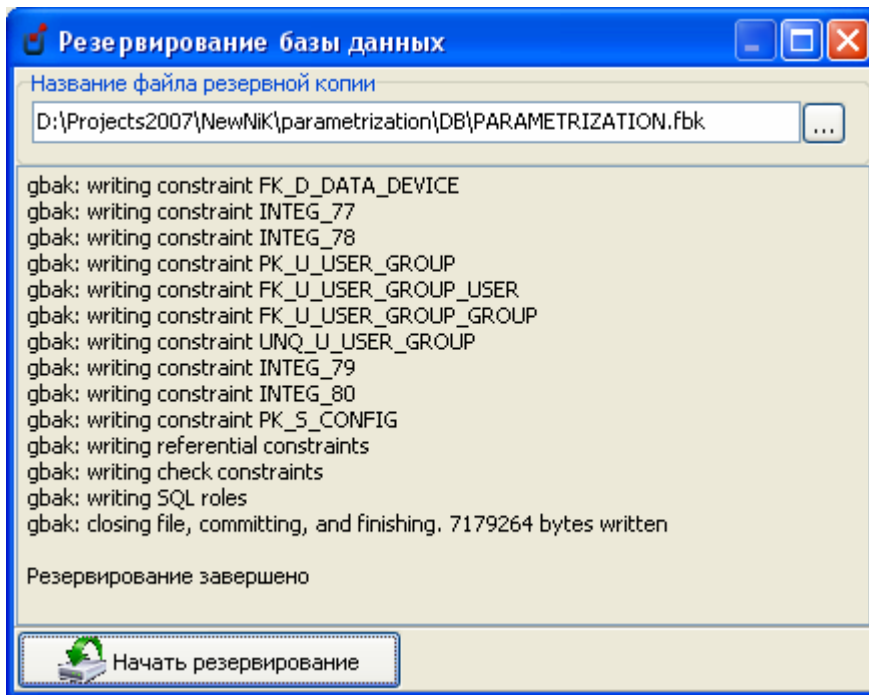 Резервирование базы данных
Название файла резервной копии
D:\Projects2007\NewNiK\parametrization\DB\PARAMETRIZATION.fbk
...
gbak: writing constraint FK_D_DATA_DEVICE
gbak: writing constraint INTEG_77
gbak: writing constraint INTEG_78
gbak: writing constraint PK_U_USER_GROUP
gbak: writing constraint FK_U_USER_GROUP_USER
gbak: writing constraint FK_U_USER_GROUP_GROUP
gbak: writing constraint UNQ_U_USER_GROUP
gbak: writing constraint INTEG_79
gbak: writing constraint INTEG_80
gbak: writing constraint PK_S_CONFIG
gbak: writing referential constraints
gbak: writing check constraints
gbak: writing SQL roles
gbak: closing file, committing, and finishing. 7179264 bytes written
Резервирование завершено
Начать резервирование